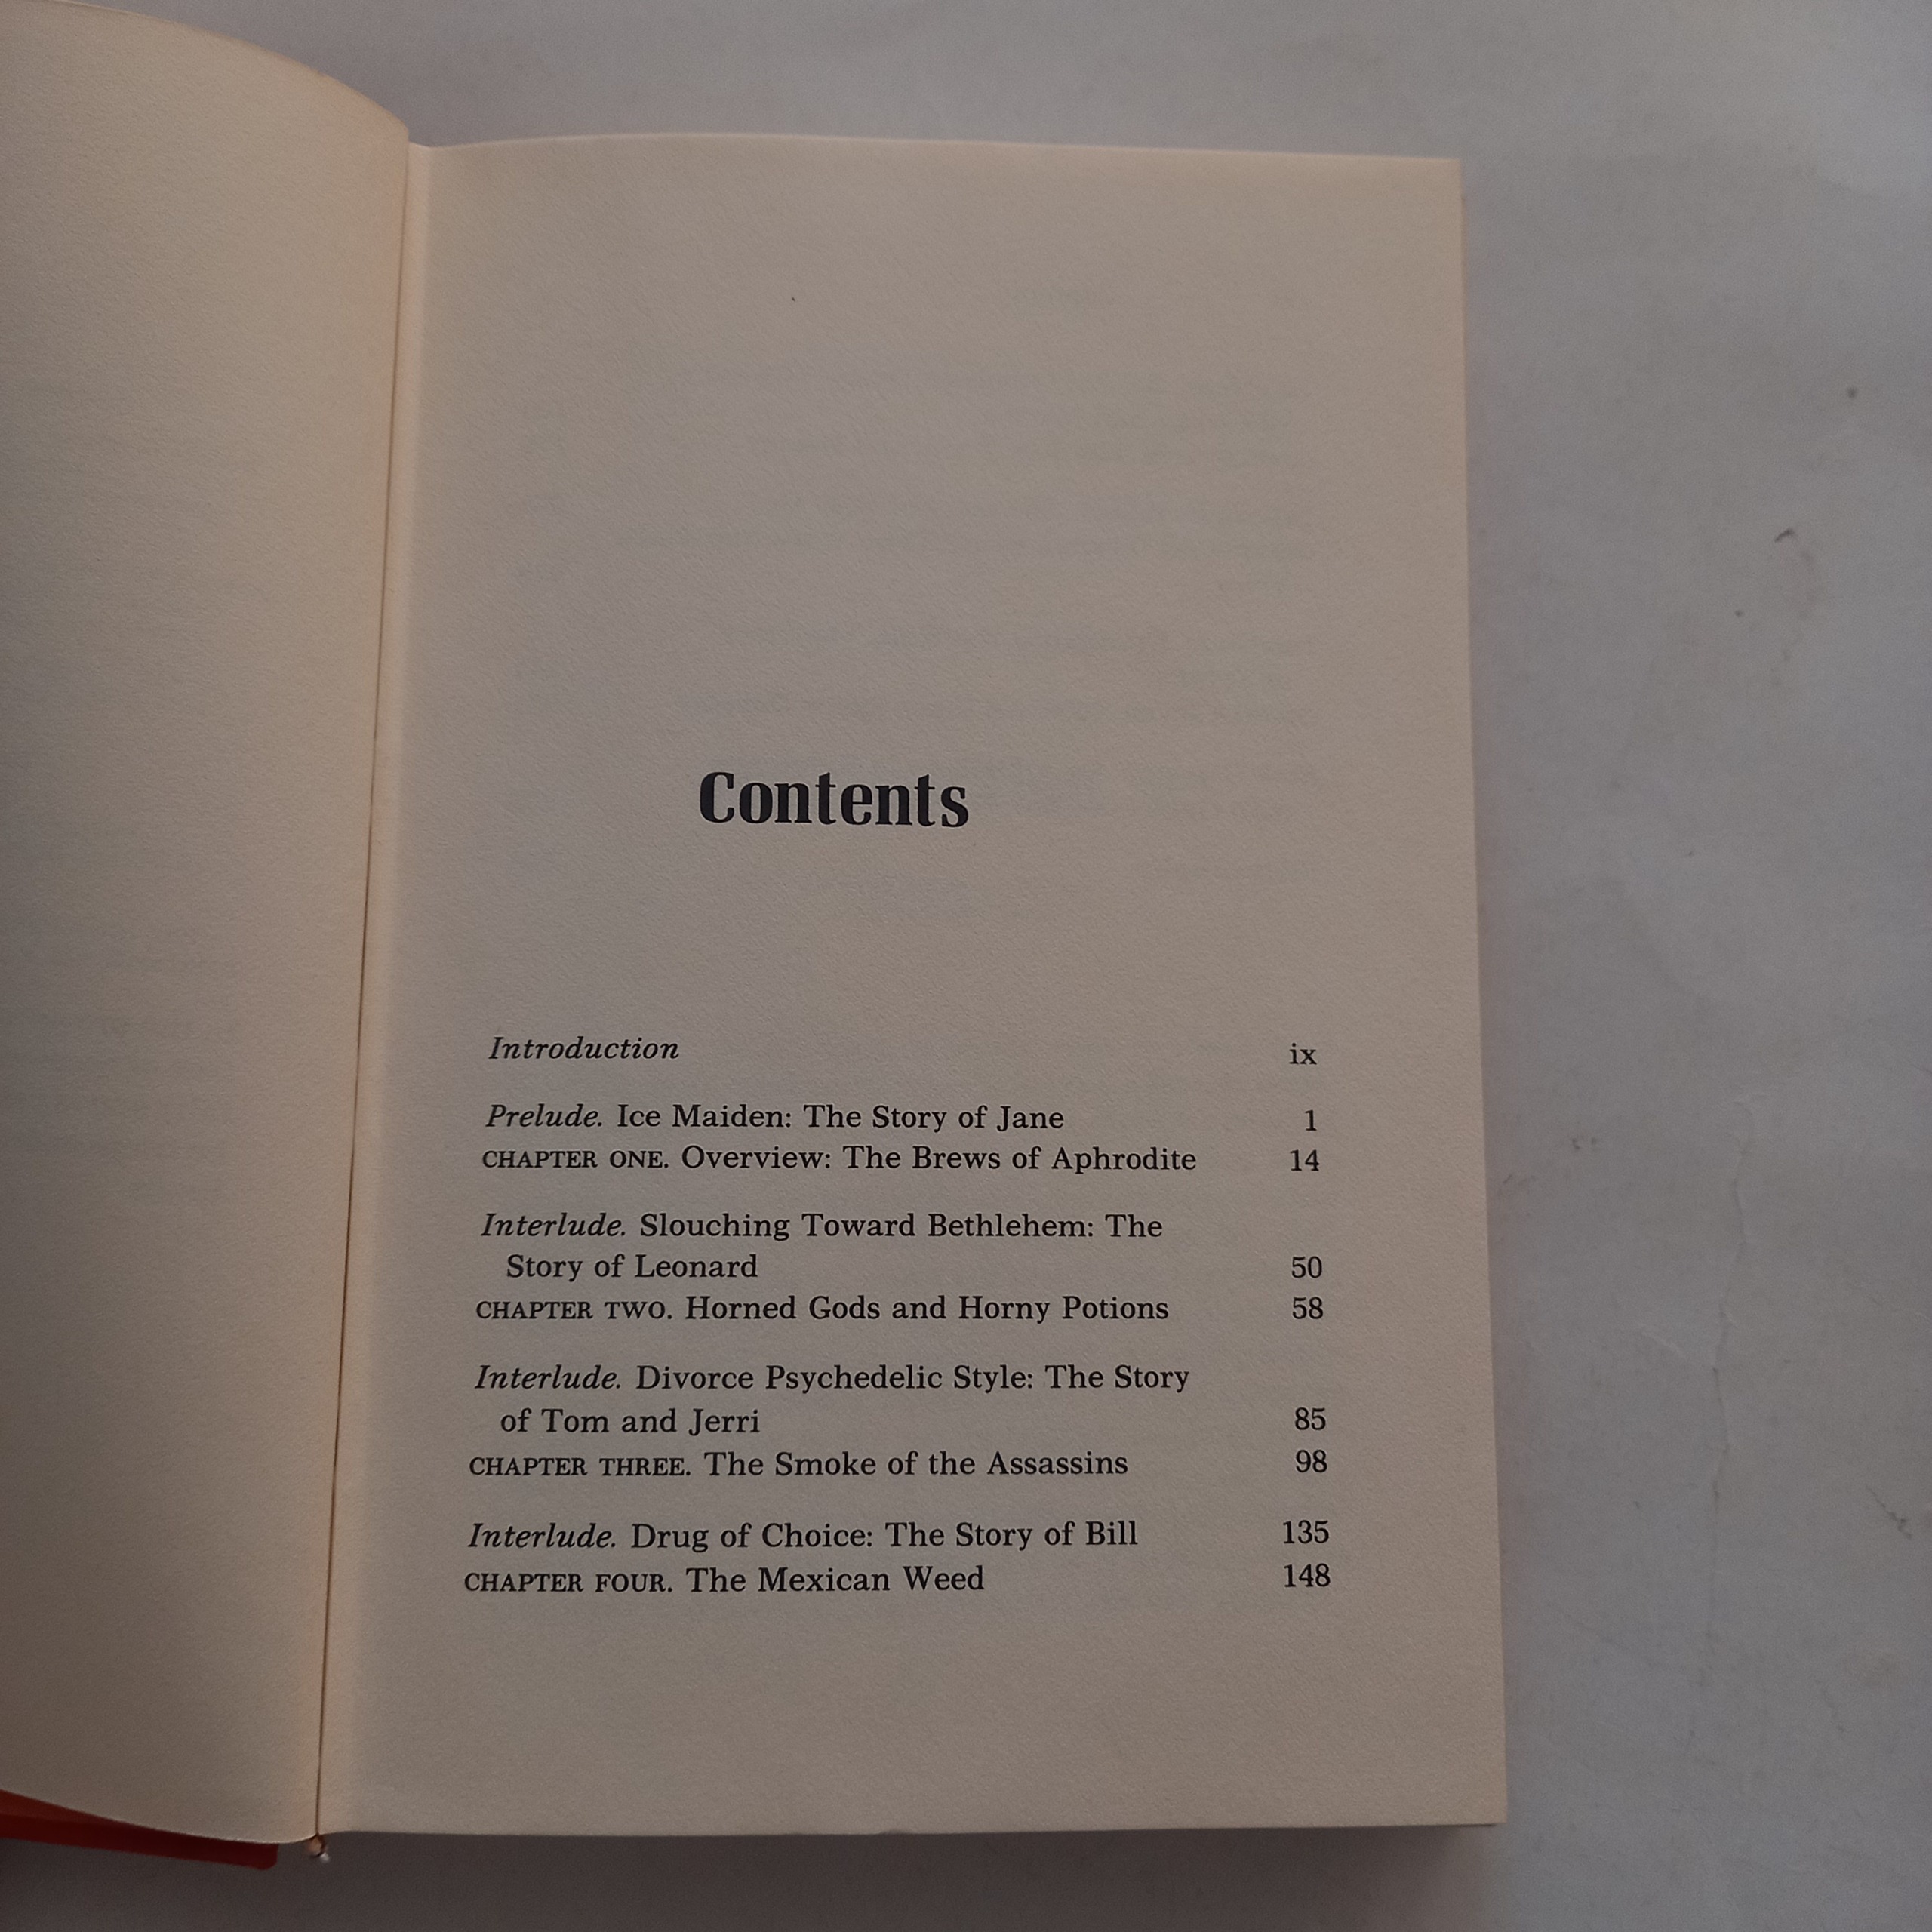 Contents
Introduction ix
Prelude. Ice Maiden: The Story of Jane 1
CHAPTER ONE. Overview: The Brews of Aphrodite 14
Interlude. Slouching Toward Bethlehem: The
Story of Leonard 50
CHAPTER TWO. Horned Gods and Horny Potions 58
Interlude. Divorce Psychedelic Style: The Story
of Tom and Jerri 85
CHAPTER THREE. The Smoke of the Assassins 98
Interlude. Drug of Choice: The Story of Bill 135
CHAPTER FOUR. The Mexican Weed 148